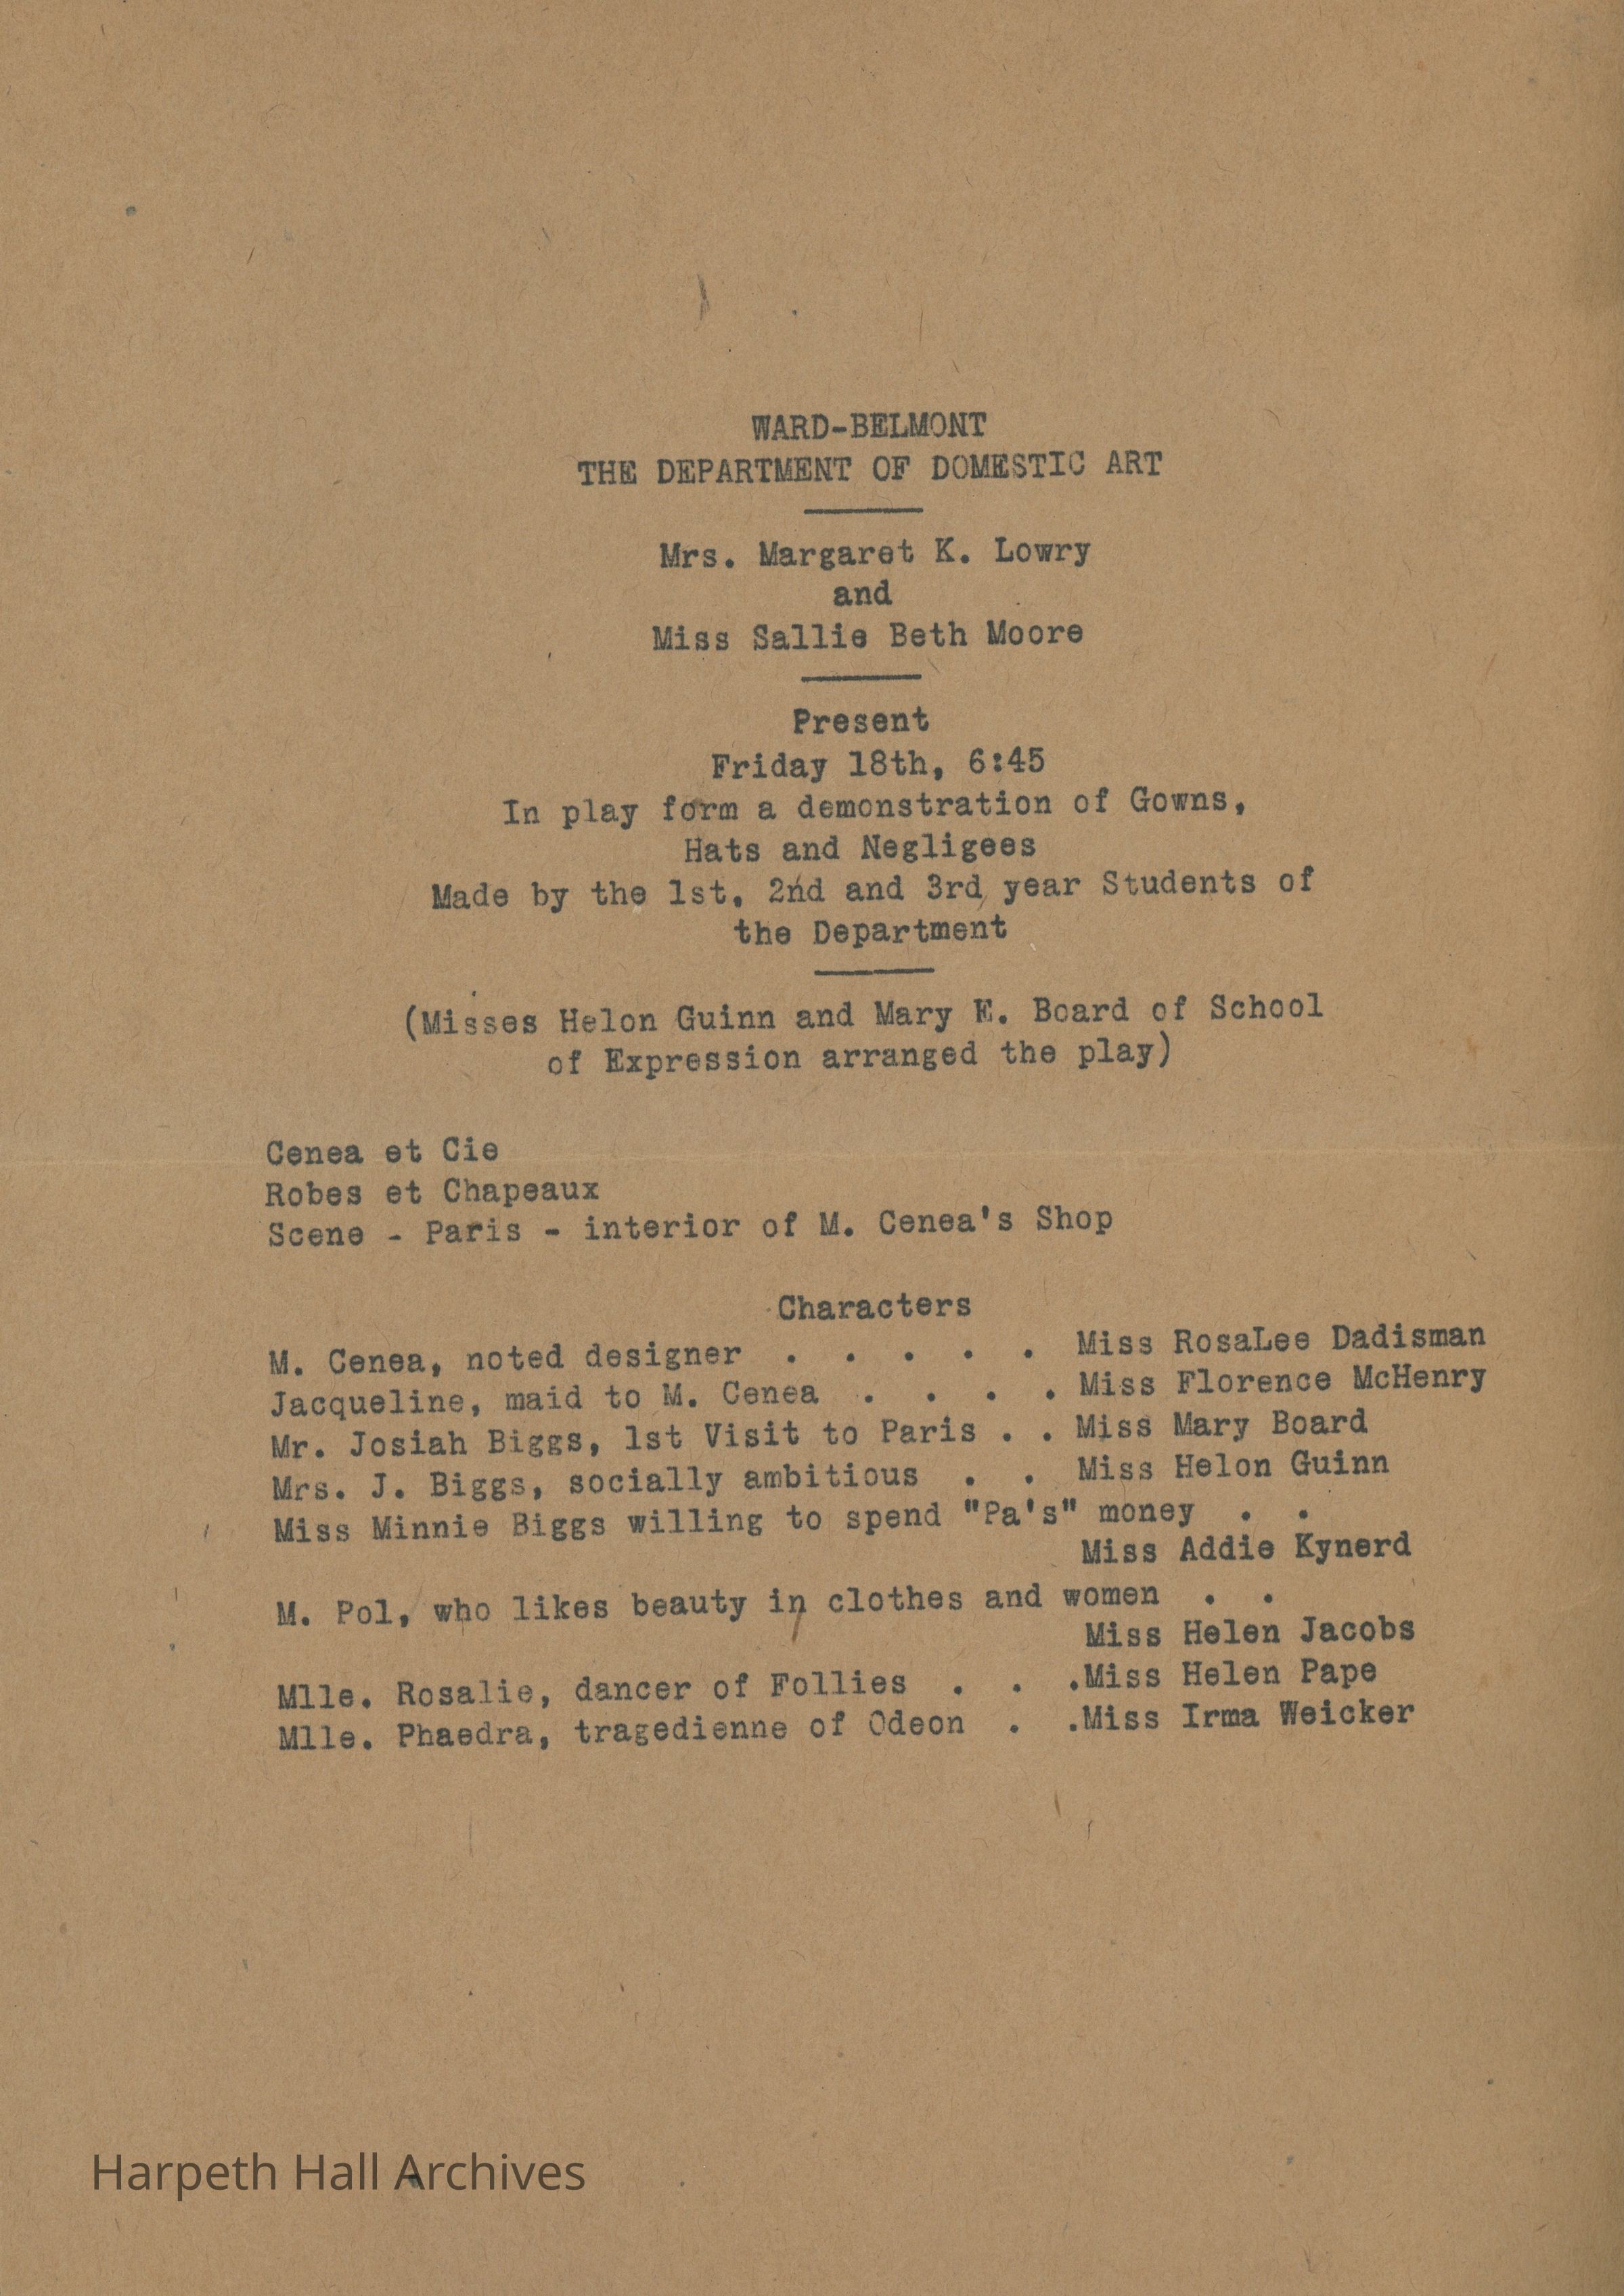 WARD-BELMONT
THE DEPARTMENT OF DOMESTIC ART
Mrs. Margaret K. Lowry
and
Miss Sallie Beth Moore
Present
Friday 18th, 6:45
In play form a demonstration of Gowns,
Hats and Negligees
Made by the 1st, 2nd and 3rd year Students of
the Department
(Misses Helon Guinn and Mary E. Board of School
of Expression arranged the play)
Cenea et Cie
Robes et Chapeaux
Scene - Paris - interior of M. Cenea's Shop
Characters
M. Cenea, noted designer . . . . . Miss RosaLee Dadisman
Jacqueline, maid to M. Cenea . . . . Miss Florence McHenry
Mr. Josiah Biggs, 1st Visit to Paris . . Miss Mary Board
Mrs. J. Biggs, socially ambitious . . Miss Helon Guinn
Miss Minnie Biggs willing to spend "Pa's" money . .
Miss Addie Kynerd
M. Pol, who likes beauty in clothes and women . .
Miss Helen Jacobs
Mlle. Rosalie, dancer of Follies . . .Miss Helen Pape
Mlle. Phaedra, tragedienne of Odeon . .Miss Irma Weicker
Harpeth Hall Archives